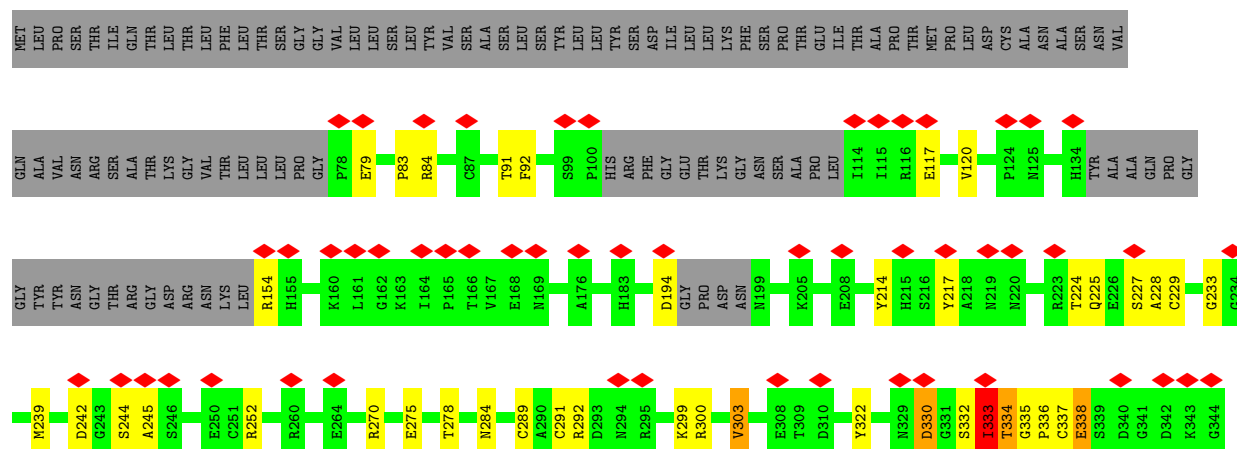 MET LEU PRO SER THR ILE GLN THR LEU THR LEU PHE LEU THR SER GLY GLY VAL LEU LEU SER LEU TYR VAL SER ALA SER LEU SER TYR LEU LEU TYR SER ASP ILE LEU LEU LYS PHE SER PRO THR GLU ILE THR ALA PRO THR MET PRO LEU ASP CYS ALA ASN ALA SER ASN VAL
GLN ALA VAL ASN ARG SER ALA THR LYS GLY VAL THR LEU LEU LEU PRO GLY P78 E79 P83 R84 C87 T91 F92 S99 P100 HIS ARG PHE GLY GLU THR LYS GLY ASN SER ALA PRO LEU I114 I115 R116 E117 V120 P124 N125 H134 TYR ALA ALA GLN PRO GLY
GLY TYR TYR ASN GLY THR ARG GLY ASP ARG ASN LYS LEU R154 H155 K160 L161 G162 K163 I164 P165 T166 V167 E168 N169 A176 H183 D194 GLY PRO ASP ASN N199 K205 E208 Y214 H215 S216 Y217 A218 N219 N220 R223 T224 Q225 E226 S227 A228 C229 G233 G234
M239 D242 G243 S244 A245 S246 E250 C251 R252 R260 E264 R270 E275 T278 N284 C289 A290 C291 R292 D293 N294 R295 K299 R300 V303 E308 T309 D310 Y322 N329 D330 G331 S332 I333 T334 G335 P336 C337 E338 S339 D340 G341 D342 K343 G344